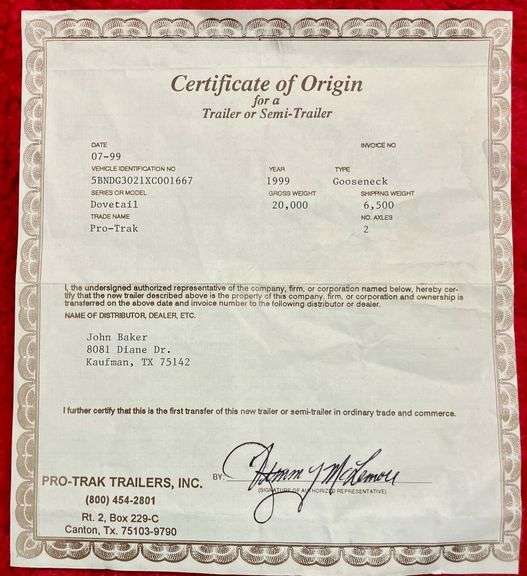 Certificate of Origin
for a
Trailer or Semi-Trailer
DATE INVOICE NO
07-99
VEHICLE IDENTIFICATION NO YEAR TYPE
5BNDG3021XC001667 1999 Gooseneck
SERIES OR MODEL GROSS WEIGHT SHIPPING WEIGHT
Dovetail 20,000 6,500
TRADE NAME NO. AXLES
Pro-Trak 2
I, the undersigned authorized representative of the company, firm, or corporation named below, hereby cer-
tify that the new trailer described above is the property of this company, firm, or corporation and ownership is
transferred on the above date and invoice number to the following distributor or dealer.
NAME OF DISTRIBUTOR, DEALER, ETC.
John Baker
8081 Diane Dr.
Kaufman, TX 75142
I further certify that this is the first transfer of this new trailer or semi-trailer in ordinary trade and commerce.
BY: McLemore
(SIGNATURE OF AUTHORIZED REPRESENTATIVE)
PRO-TRAK TRAILERS, INC.
(800) 454-2801
Rt. 2, Box 229-C
Canton, Tx. 75103-9790